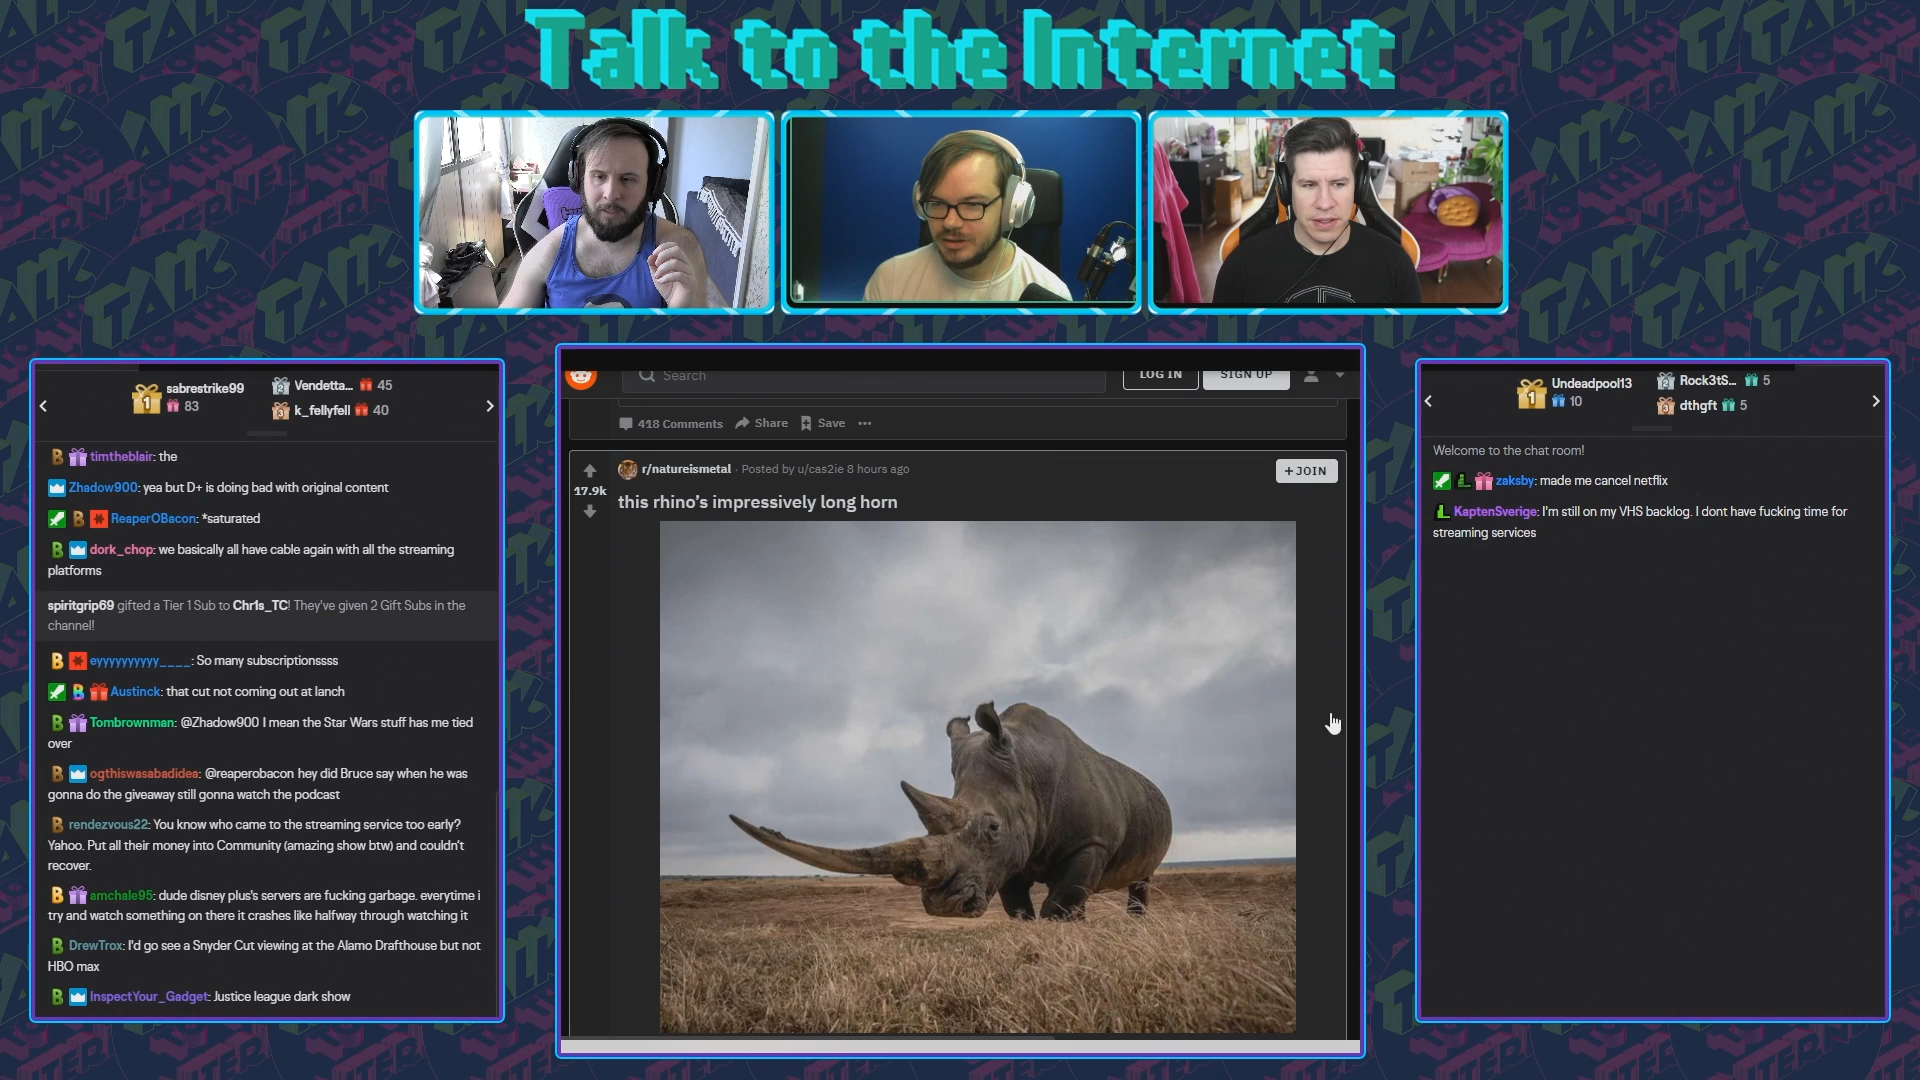 Talk to the Internet
sabrestrike99
83
Vendetta... 45
k_fellyfell 40
timtheblair: the
Zhadow900: yea but D+ is doing bad with original content
ReaperOBacon: *saturated
dork_chop: we basically all have cable again with all the streaming
platforms
spiritgrip69 gifted a Tier 1 Sub to Chr1s_TC! They've given 2 Gift Subs in the
channel!
eyyyyyyyyyy____: So many subscriptionssss
Austinck: that cut not coming out at lanch
Tombrownman: @Zhadow900 I mean the Star Wars stuff has me tied
over
ogthiswasabadidea: @reaperobacon hey did Bruce say when he was
gonna do the giveaway still gonna watch the podcast
rendezvous22: You know who came to the streaming service too early?
Yahoo. Put all their money into Community (amazing show btw) and couldn't
recover.
amchale95: dude disney plus's servers are fucking garbage. everytime i
try and watch something on there it crashes like halfway through watching it
DrewTrox: I'd go see a Snyder Cut viewing at the Alamo Drafthouse but not
HBO max
InspectYour_Gadget: Justice league dark show
Search
LOG IN
SIGN UP
418 Comments Share Save ...
r/natureismetal · Posted by u/cas2ie 8 hours ago
+ JOIN
17.9k
this rhino's impressively long horn
Undeadpool13
10
Rock3tS... 5
dthgft 5
Welcome to the chat room!
zaksby: made me cancel netflix
KaptenSverige: I'm still on my VHS backlog. I dont have fucking time for
streaming services